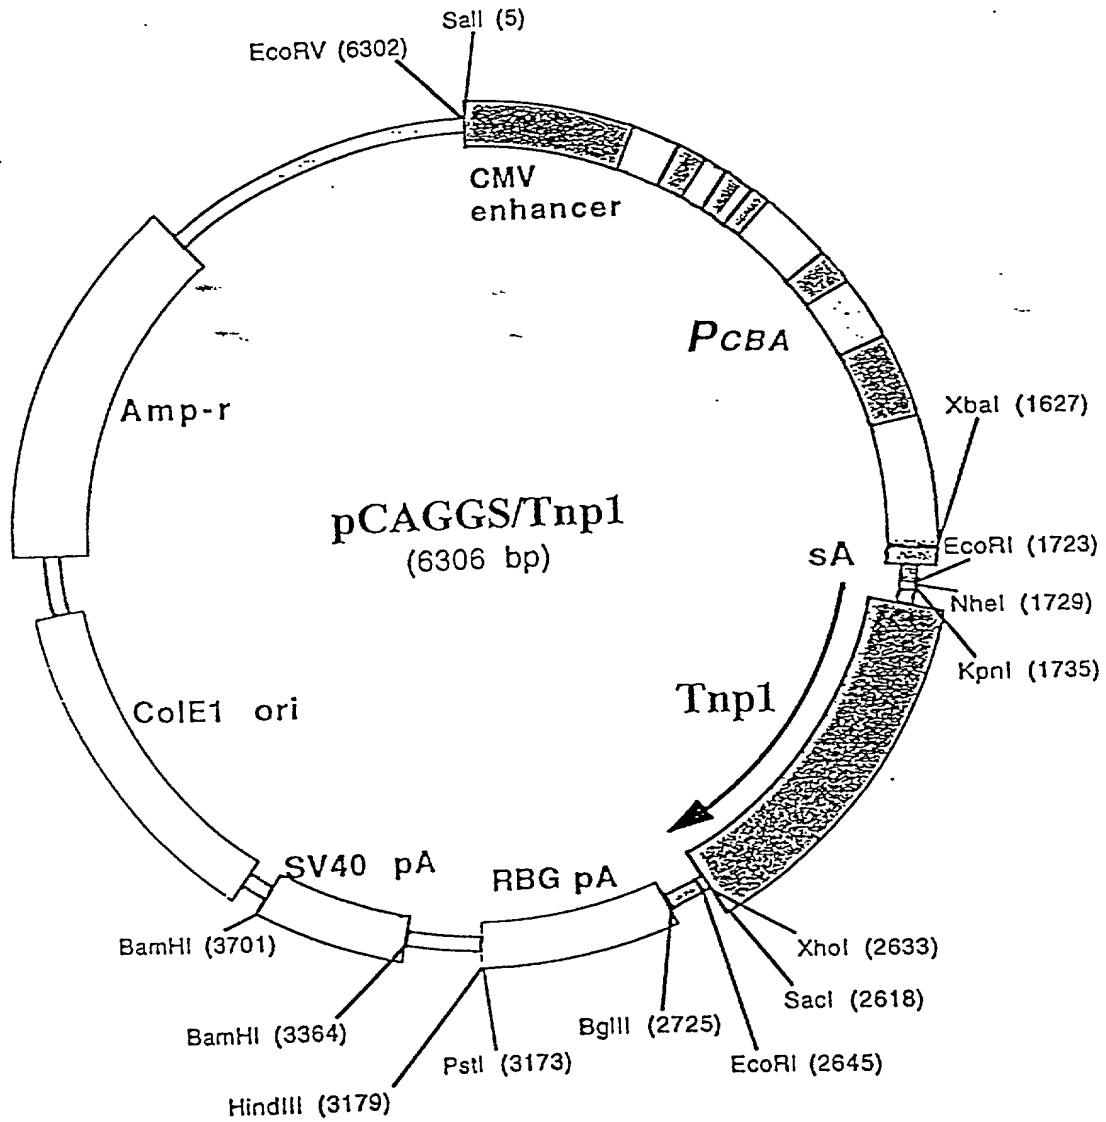 SalI (5)
EcoRV (6302)
CMV
enhancer
PCBA
Amp-r
XbaI (1627)
pCAGGS/Tnp1
(6306 bp)
sA
EcoRI (1723)
NheI (1729)
KpnI (1735)
Tnp1
ColE1 ori
SV40 pA
RBG pA
BamHI (3701)
XhoI (2633)
SacI (2618)
BglII (2725)
BamHI (3364)
PstI (3173)
EcoRI (2645)
HindIII (3179)